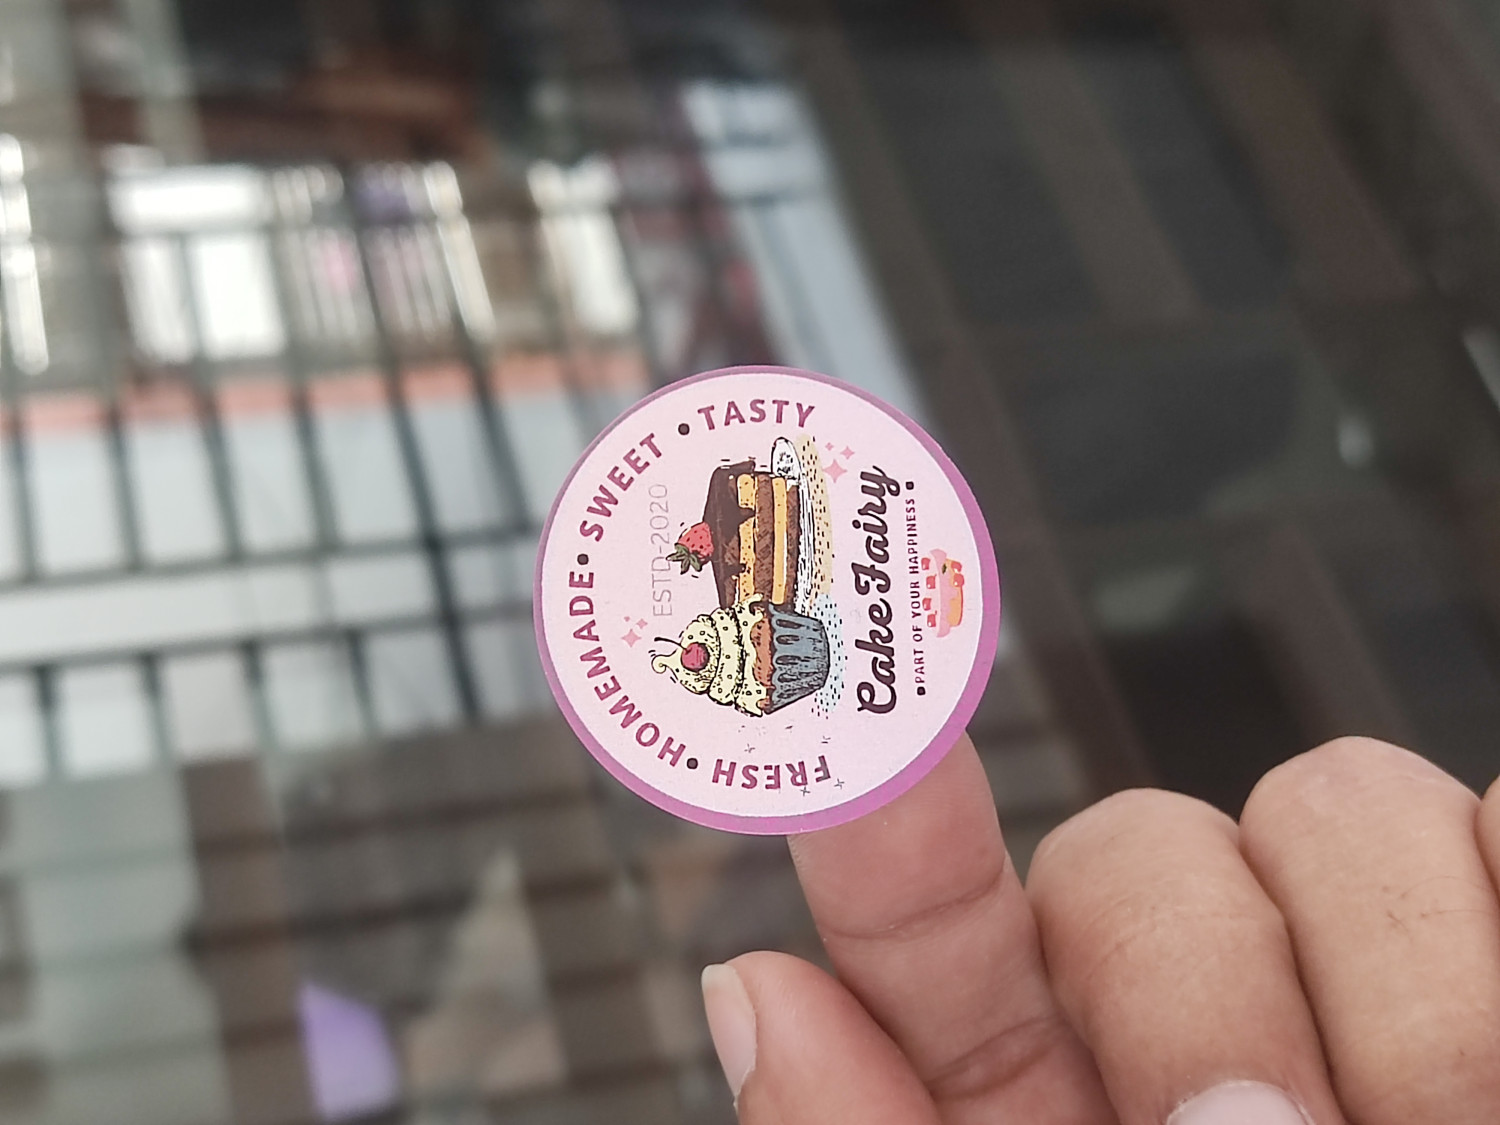 FRESH • HOMEMADE • SWEET • TASTY
ESTD-2020
Cake Fairy
• PART OF YOUR HAPPINESS •